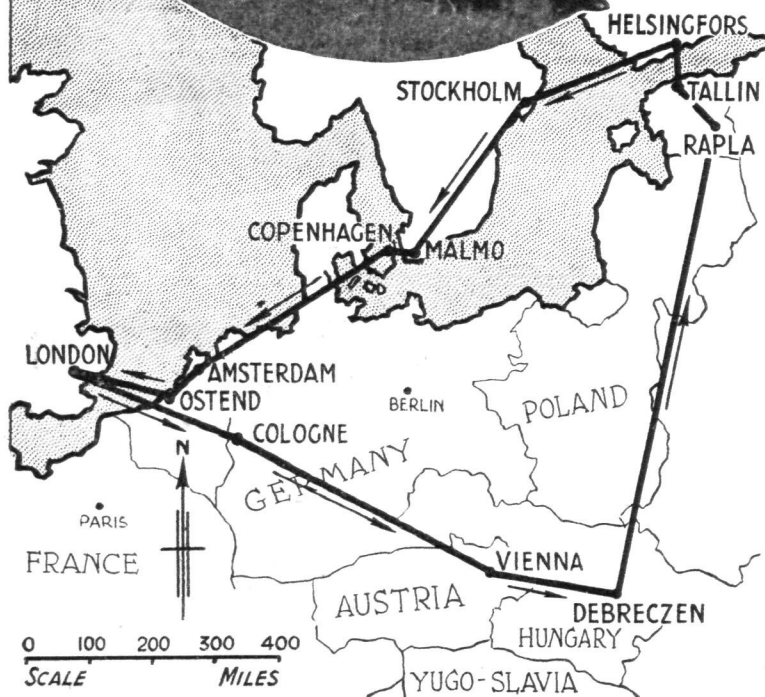 HELSINGFORS
STOCKHOLM
TALLIN
RAPLA
COPENHAGEN
MALMO
LONDON
AMSTERDAM
OSTEND
BERLIN
POLAND
COLOGNE
N
GERMANY
PARIS
FRANCE
VIENNA
AUSTRIA
DEBRECZEN
HUNGARY
0 100 200 300 400
SCALE MILES
YUGO-SLAVIA